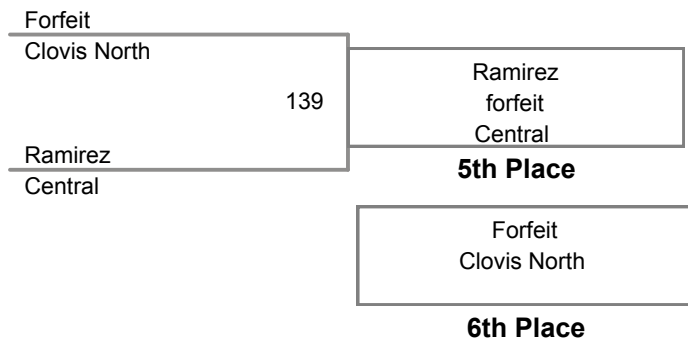 Forfeit
Clovis North
139
Ramirez
Central
Ramirez
forfeit
Central
5th Place
Forfeit
Clovis North
6th Place